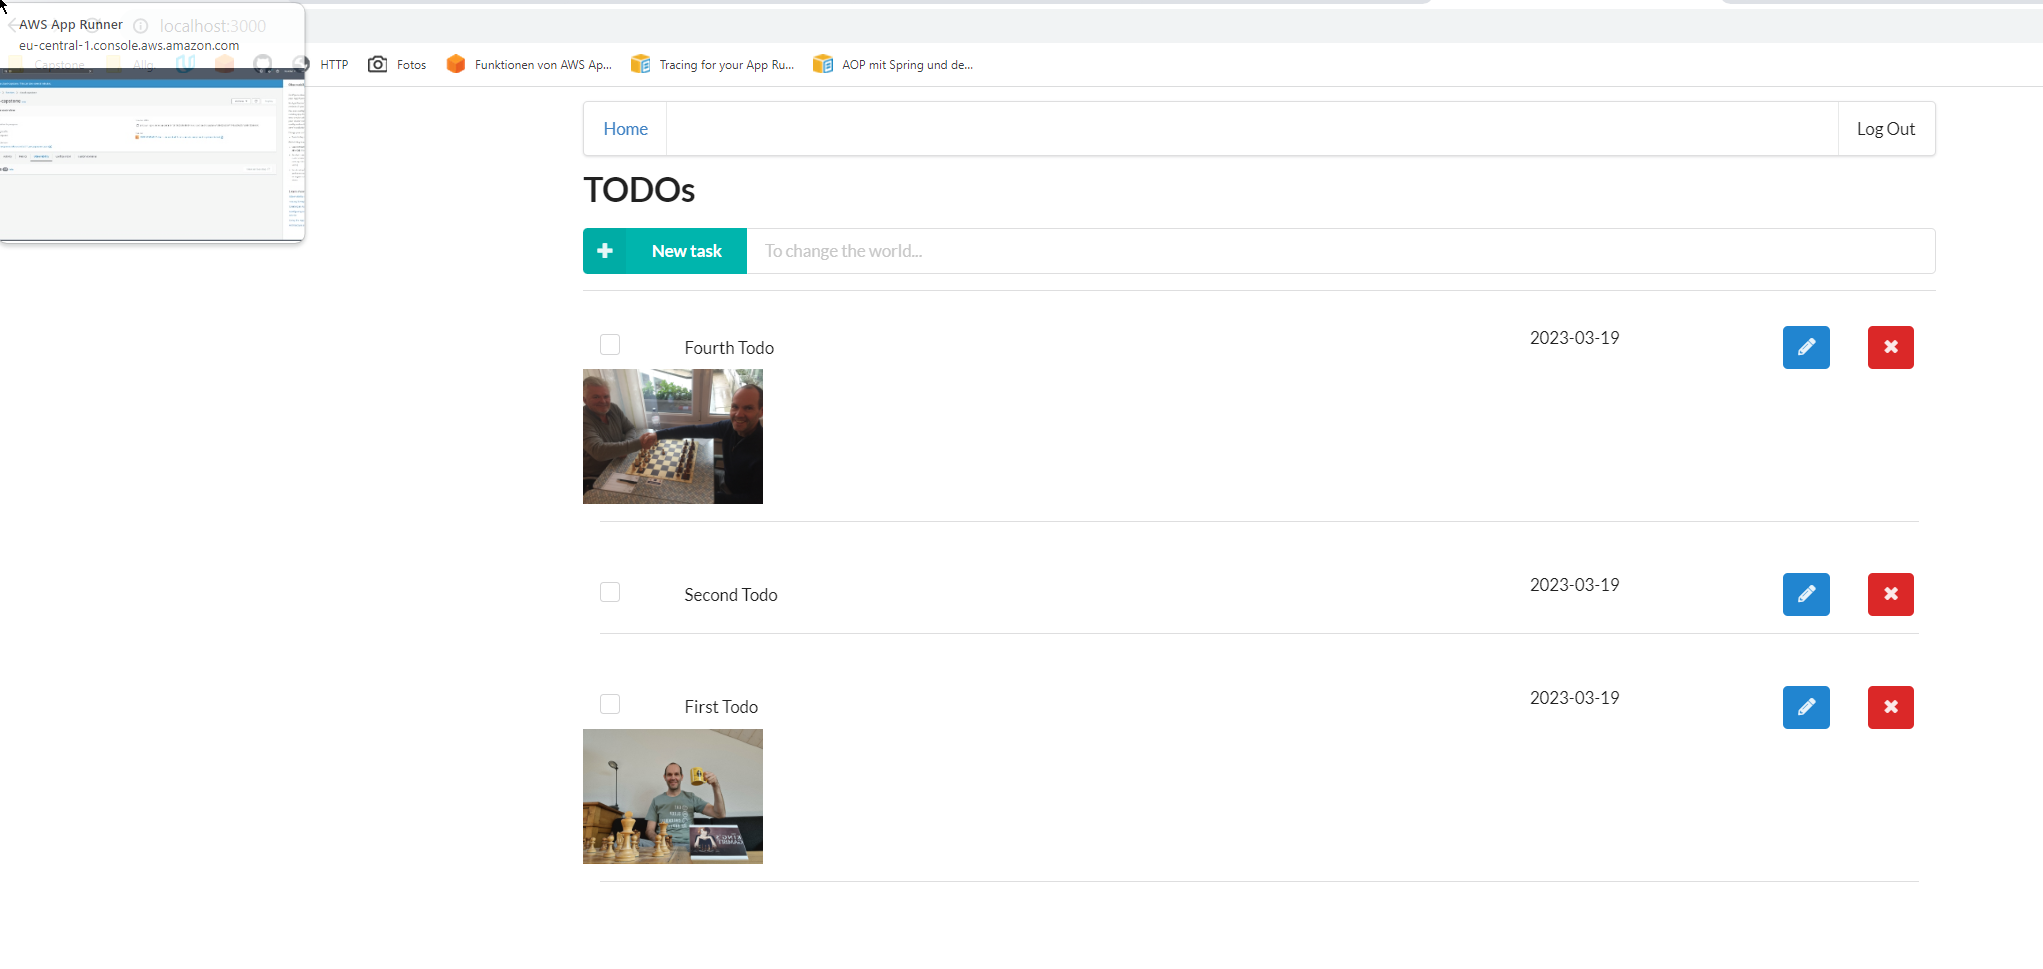 AWS App Runner
localhost:3000
eu-central-1.console.aws.amazon.com
Capstone
Allg.
HTTP
Fotos
Funktionen von AWS Ap...
Tracing for your App Ru...
AOP mit Spring und de...
Home
Log Out
TODOs
New task
To change the world...
Fourth Todo
2023-03-19
Second Todo
2023-03-19
First Todo
2023-03-19